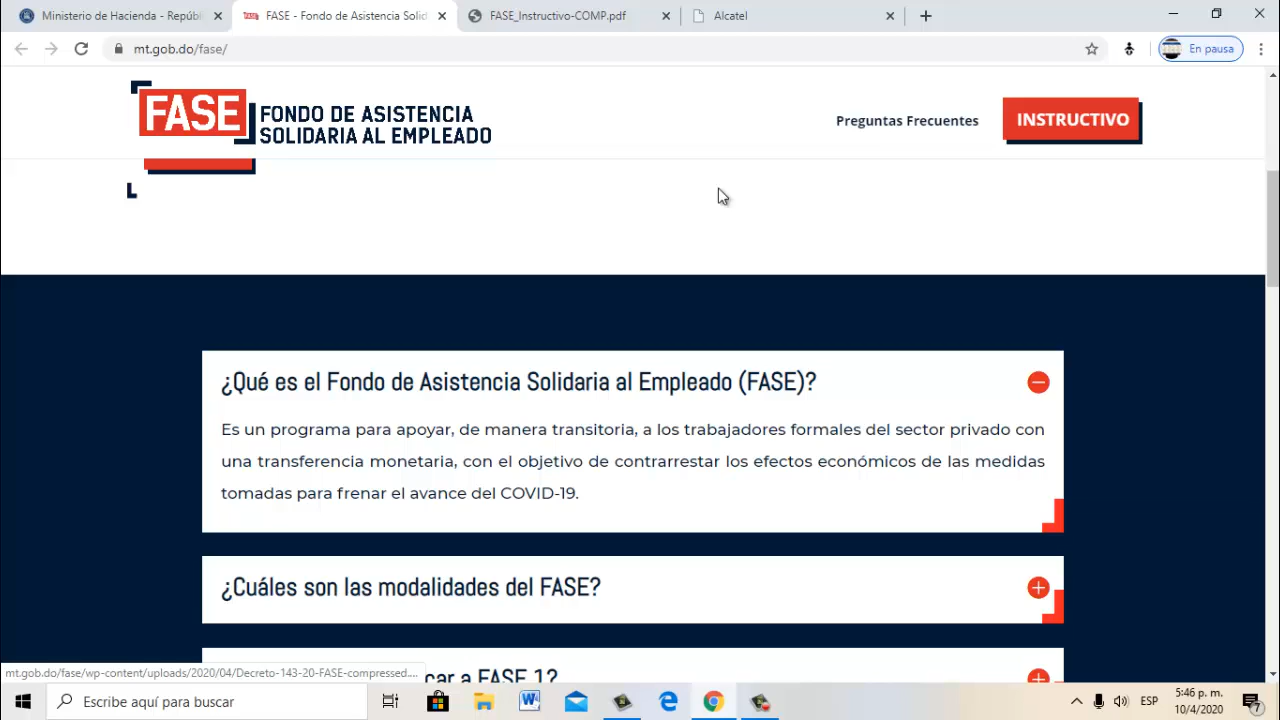 Ministerio de Hacienda - Repúbl
FASE - Fondo de Asistencia Solid
FASE_Instructivo-COMP.pdf
Alcatel
mt.gob.do/fase/
En pausa
FASE
FONDO DE ASISTENCIA
SOLIDARIA AL EMPLEADO
Preguntas Frecuentes
INSTRUCTIVO
¿Qué es el Fondo de Asistencia Solidaria al Empleado (FASE)?
Es un programa para apoyar, de manera transitoria, a los trabajadores formales del sector privado con
una transferencia monetaria, con el objetivo de contrarrestar los efectos económicos de las medidas
tomadas para frenar el avance del COVID-19.
¿Cuáles son las modalidades del FASE?
car a FASE 1?
mt.gob.do/fase/wp-content/uploads/2020/04/Decreto-143-20-FASE-compressed....
Escribe aquí para buscar
ESP
5:46 p. m.
10/4/2020
7